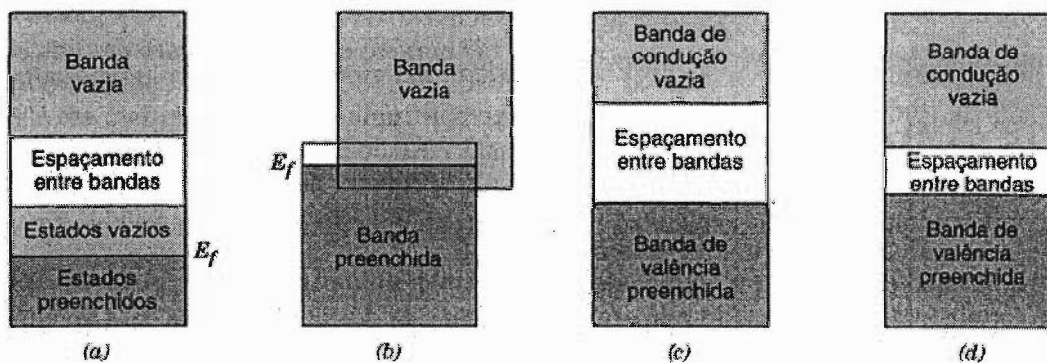 Banda
vazia
Espaçamento
entre bandas
Estados vazios
E_f
Estados
preenchidos
(a)
Banda
vazia
E_f
Banda
preenchida
(b)
Banda de
condução
vazia
Espaçamento
entre bandas
Banda de
valência
preenchida
(c)
Banda de
condução
vazia
Espaçamento
entre bandas
Banda de
valência
preenchida
(d)